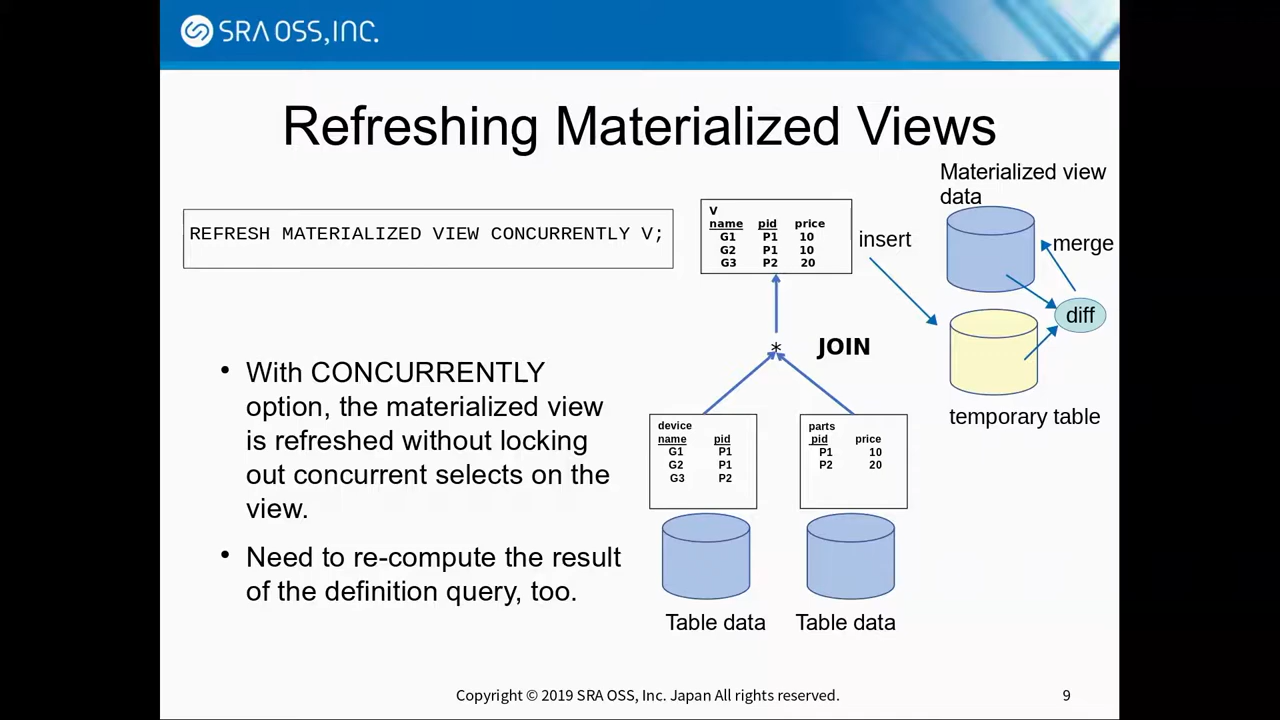 SRA OSS, INC.
Refreshing Materialized Views
REFRESH MATERIALIZED VIEW CONCURRENTLY V;
• With CONCURRENTLY
option, the materialized view
is refreshed without locking
out concurrent selects on the
view.
• Need to re-compute the result
of the definition query, too.
V
name pid price
G1 P1 10
G2 P1 10
G3 P2 20
insert
Materialized view
data
merge
diff
temporary table
* JOIN
device
name pid
G1 P1
G2 P1
G3 P2
Table data
parts
pid price
P1 10
P2 20
Table data
Copyright © 2019 SRA OSS, Inc. Japan All rights reserved.
9